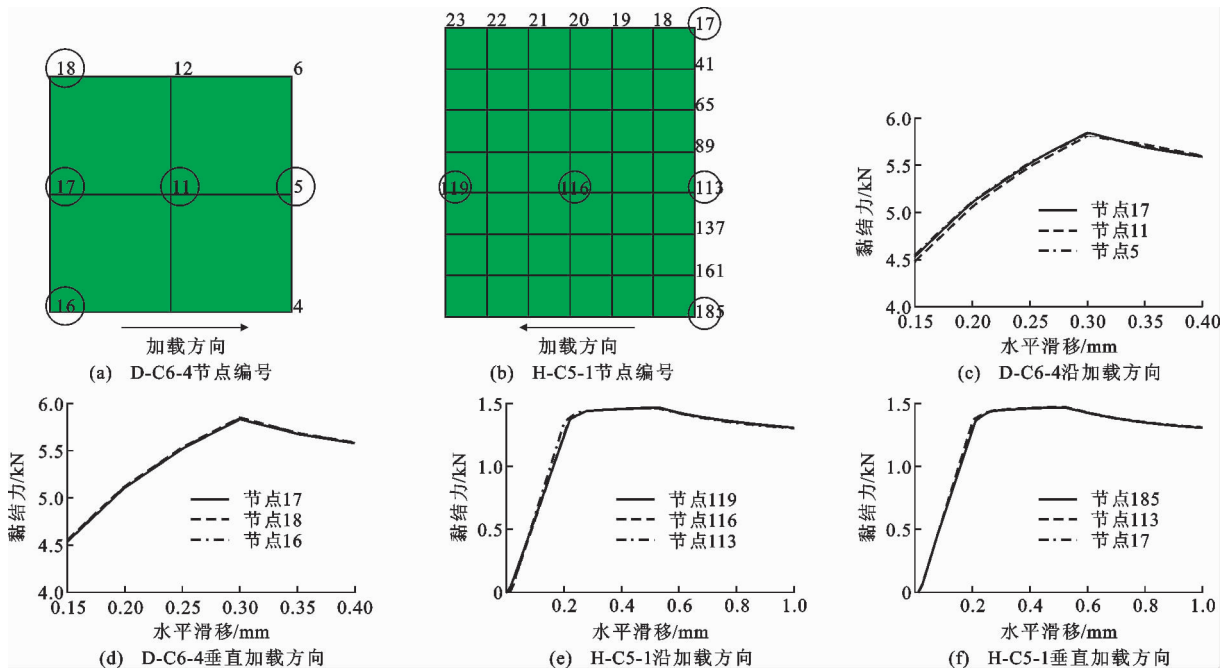 18 12 6
17 11 5
16 4
加载方向
(a) D-C6-4节点编号
23 22 21 20 19 18 17
41
65
89
119 116 113
137
161
185
加载方向
(b) H-C5-1节点编号
黏结力/kN
6.0
5.5
5.0
4.5
4.0
节点17
节点11
节点5
0.15 0.20 0.25 0.30 0.35 0.40
水平滑移/mm
(c) D-C6-4沿加载方向
黏结力/kN
6.0
5.5
5.0
4.5
4.0
节点17
节点18
节点16
0.15 0.20 0.25 0.30 0.35 0.40
水平滑移/mm
(d) D-C6-4垂直加载方向
黏结力/kN
1.5
1.0
0.5
0
节点119
节点116
节点113
0.2 0.4 0.6 0.8 1.0
水平滑移/mm
(e) H-C5-1沿加载方向
黏结力/kN
1.5
1.0
0.5
0
节点185
节点113
节点17
0.2 0.4 0.6 0.8 1.0
水平滑移/mm
(f) H-C5-1垂直加载方向